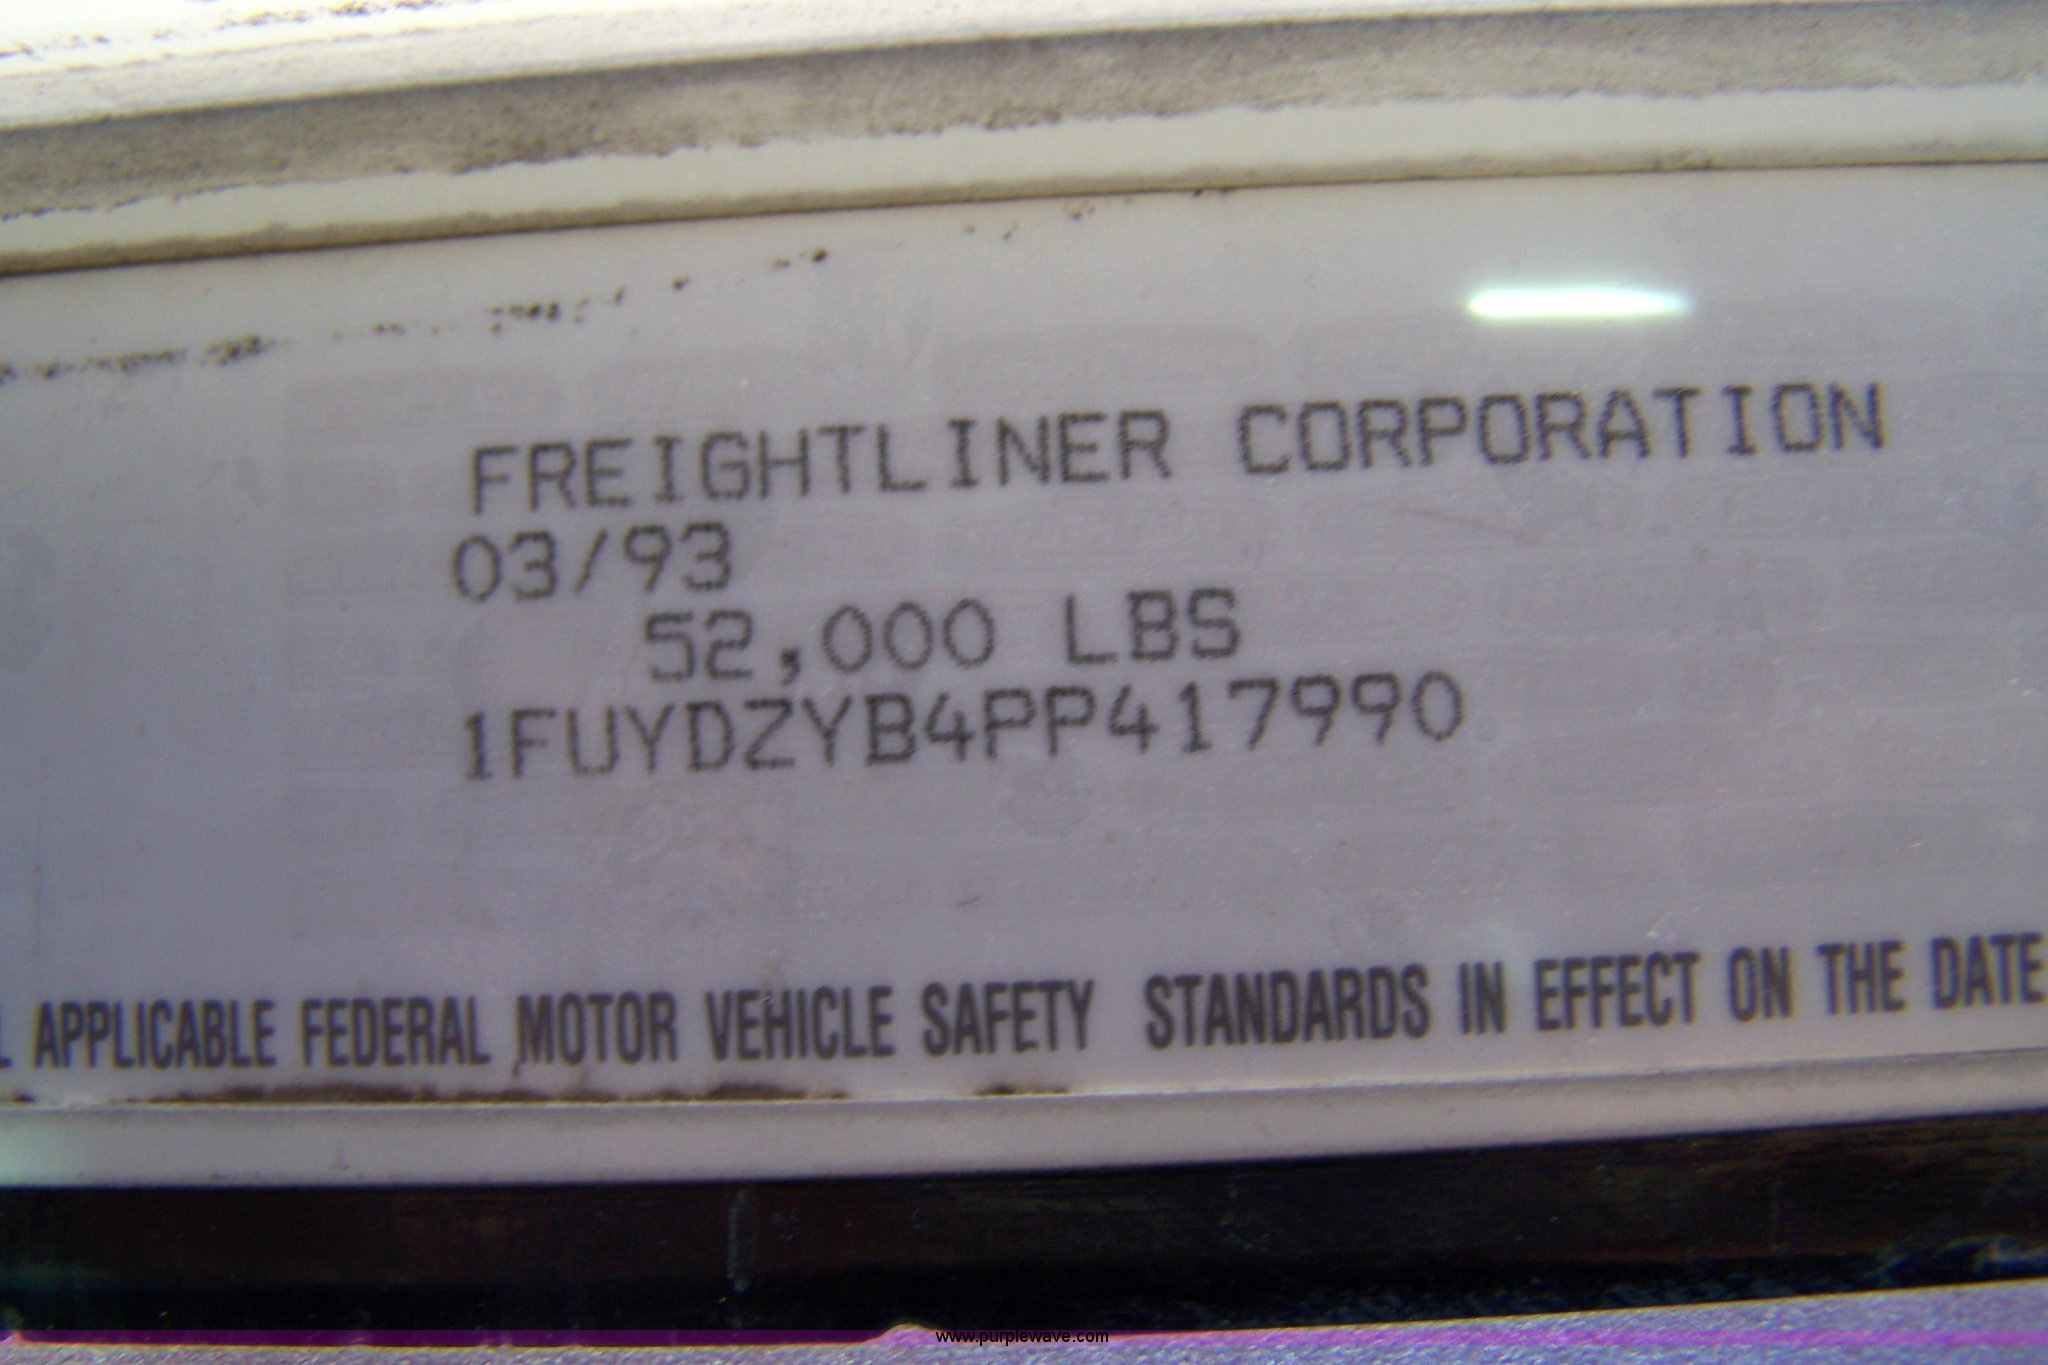 FREIGHTLINER CORPORATION
03/93
52,000 LBS
1FUYDZYB4PP417990
APPLICABLE FEDERAL MOTOR VEHICLE SAFETY STANDARDS IN EFFECT ON THE DATE
www.purplewave.com